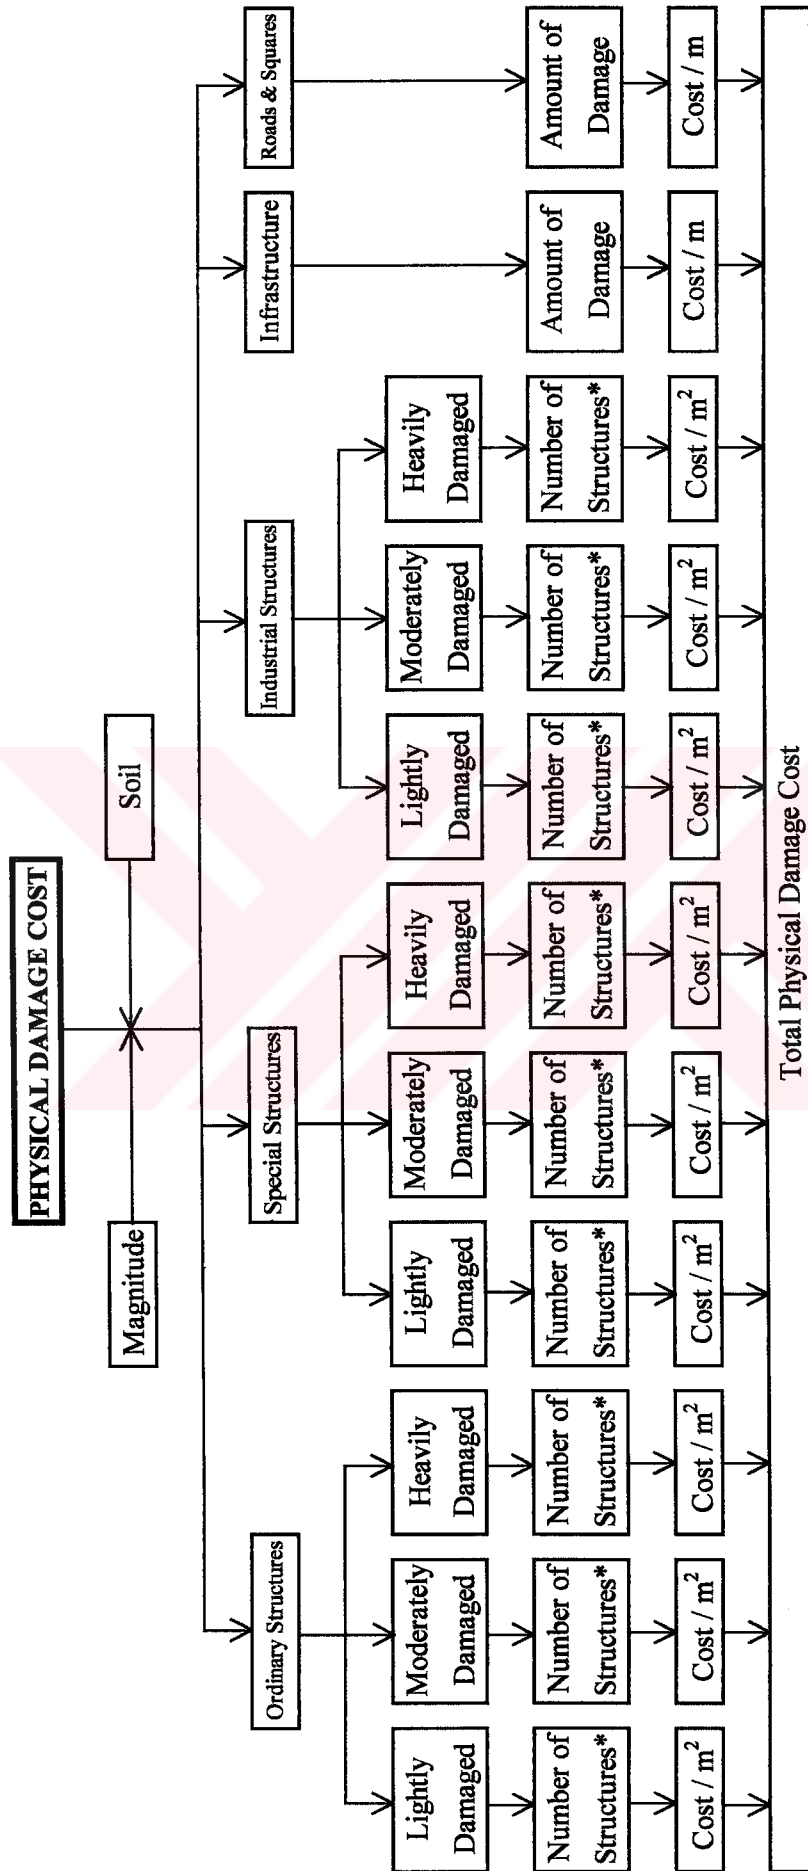 PHYSICAL DAMAGE COST
Magnitude
Soil
Ordinary Structures
Special Structures
Industrial Structures
Infrastructure
Roads & Squares
Lightly
Damaged
Moderately
Damaged
Heavily
Damaged
Lightly
Damaged
Moderately
Damaged
Heavily
Damaged
Lightly
Damaged
Moderately
Damaged
Heavily
Damaged
Number of
Structures*
Number of
Structures*
Number of
Structures*
Number of
Structures*
Number of
Structures*
Number of
Structures*
Number of
Structures*
Number of
Structures*
Number of
Structures*
Amount of
Damage
Amount of
Damage
Cost / m²
Cost / m²
Cost / m²
Cost / m²
Cost / m²
Cost / m²
Cost / m²
Cost / m²
Cost / m²
Cost / m
Cost / m
Total Physical Damage Cost